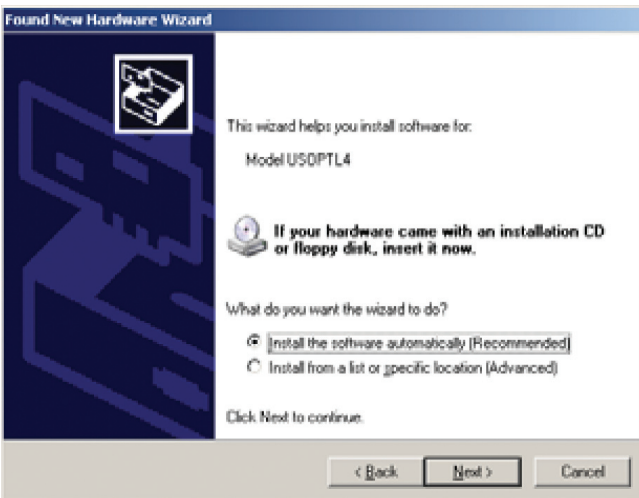 Found New Hardware Wizard
This wizard helps you install software for:
Model USOPTL4
If your hardware came with an installation CD
or floppy disk, insert it now.
What do you want the wizard to do?
Install the software automatically (Recommended)
Install from a list or specific location (Advanced)
Click Next to continue.
< Back Next > Cancel